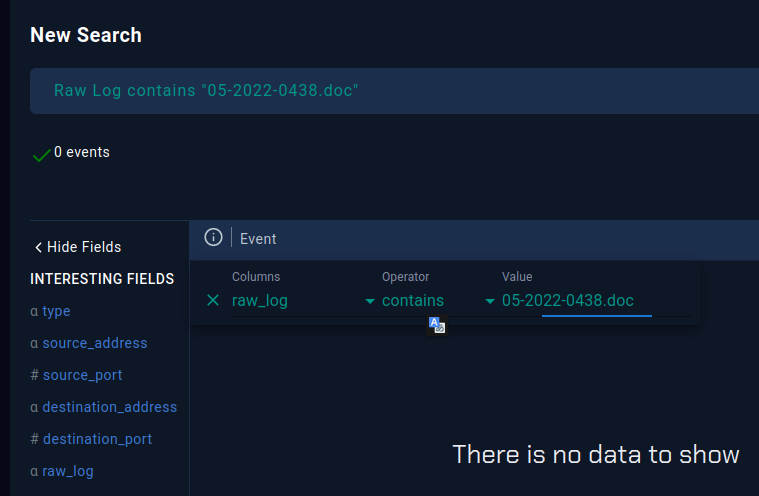 New Search
Raw Log contains "05-2022-0438.doc"
0 events
Hide Fields
INTERESTING FIELDS
α type
α source_address
# source_port
α destination_address
# destination_port
α raw_log
Event
Columns Operator Value
raw_log contains 05-2022-0438.doc
There is no data to show